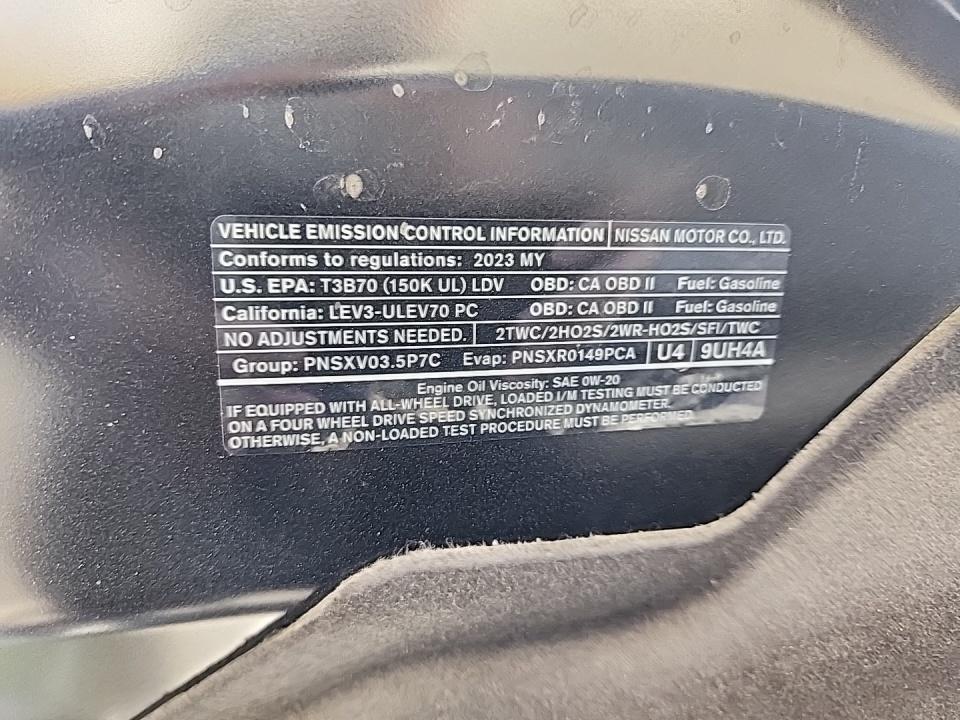 VEHICLE EMISSION CONTROL INFORMATION NISSAN MOTOR CO., LTD.
Conforms to regulations: 2023 MY
U.S. EPA: T3B70 (150K UL) LDV OBD: CA OBD II Fuel: Gasoline
California: LEV3-ULEV70 PC OBD: CA OBD II Fuel: Gasoline
NO ADJUSTMENTS NEEDED. 2TWC/2HO2S/2WR-HO2S/SFI/TWC
Group: PNSXV03.5P7C Evap: PNSXR0149PCA U4 9UH4A
Engine Oil Viscosity: SAE 0W-20
IF EQUIPPED WITH ALL-WHEEL DRIVE, LOADED I/M TESTING MUST BE CONDUCTED
ON A FOUR WHEEL DRIVE SPEED SYNCHRONIZED DYNAMOMETER.
OTHERWISE, A NON-LOADED TEST PROCEDURE MUST BE PERFORMED.